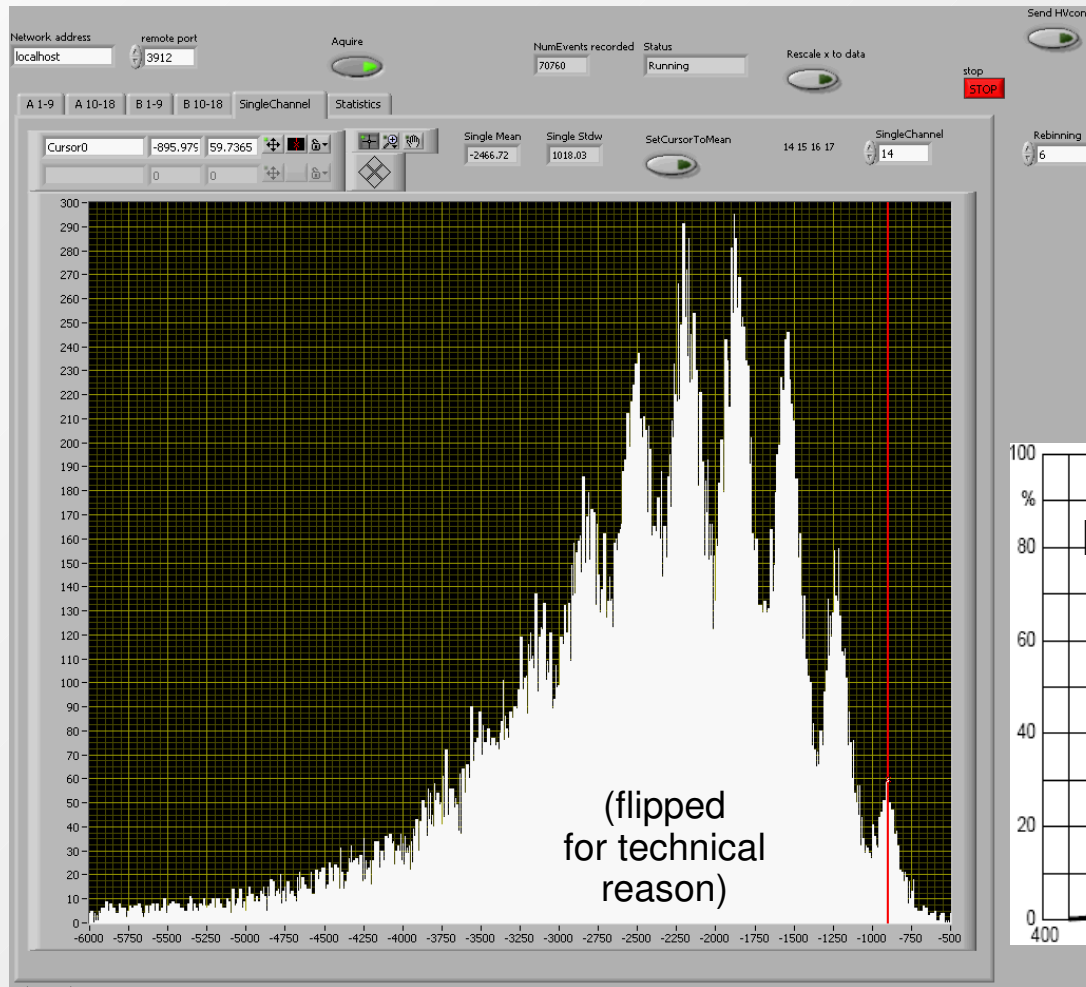 Send HVcon
Network address
remote port
Aquire
NumEvents recorded
Status
Rescale x to data
localhost
3912
70760
Running
stop
STOP
A 1-9
A 10-18
B 1-9
B 10-18
SingleChannel
Statistics
Cursor0
-895.979
59.7365
0
0
Single Mean
-2466.72
Single Stdw
1018.03
SetCursorToMean
14 15 16 17
SingleChannel
14
Rebinning
6
300
290
280
270
260
250
240
230
220
210
200
190
180
170
160
150
140
130
120
110
100
90
80
70
60
50
40
30
20
10
0
-6000 -5750 -5500 -5250 -5000 -4750 -4500 -4250 -4000 -3750 -3500 -3250 -3000 -2750 -2500 -2250 -2000 -1750 -1500 -1250 -1000 -750 -500
(flipped
for technical
reason)
100
%
80
60
40
20
0
400